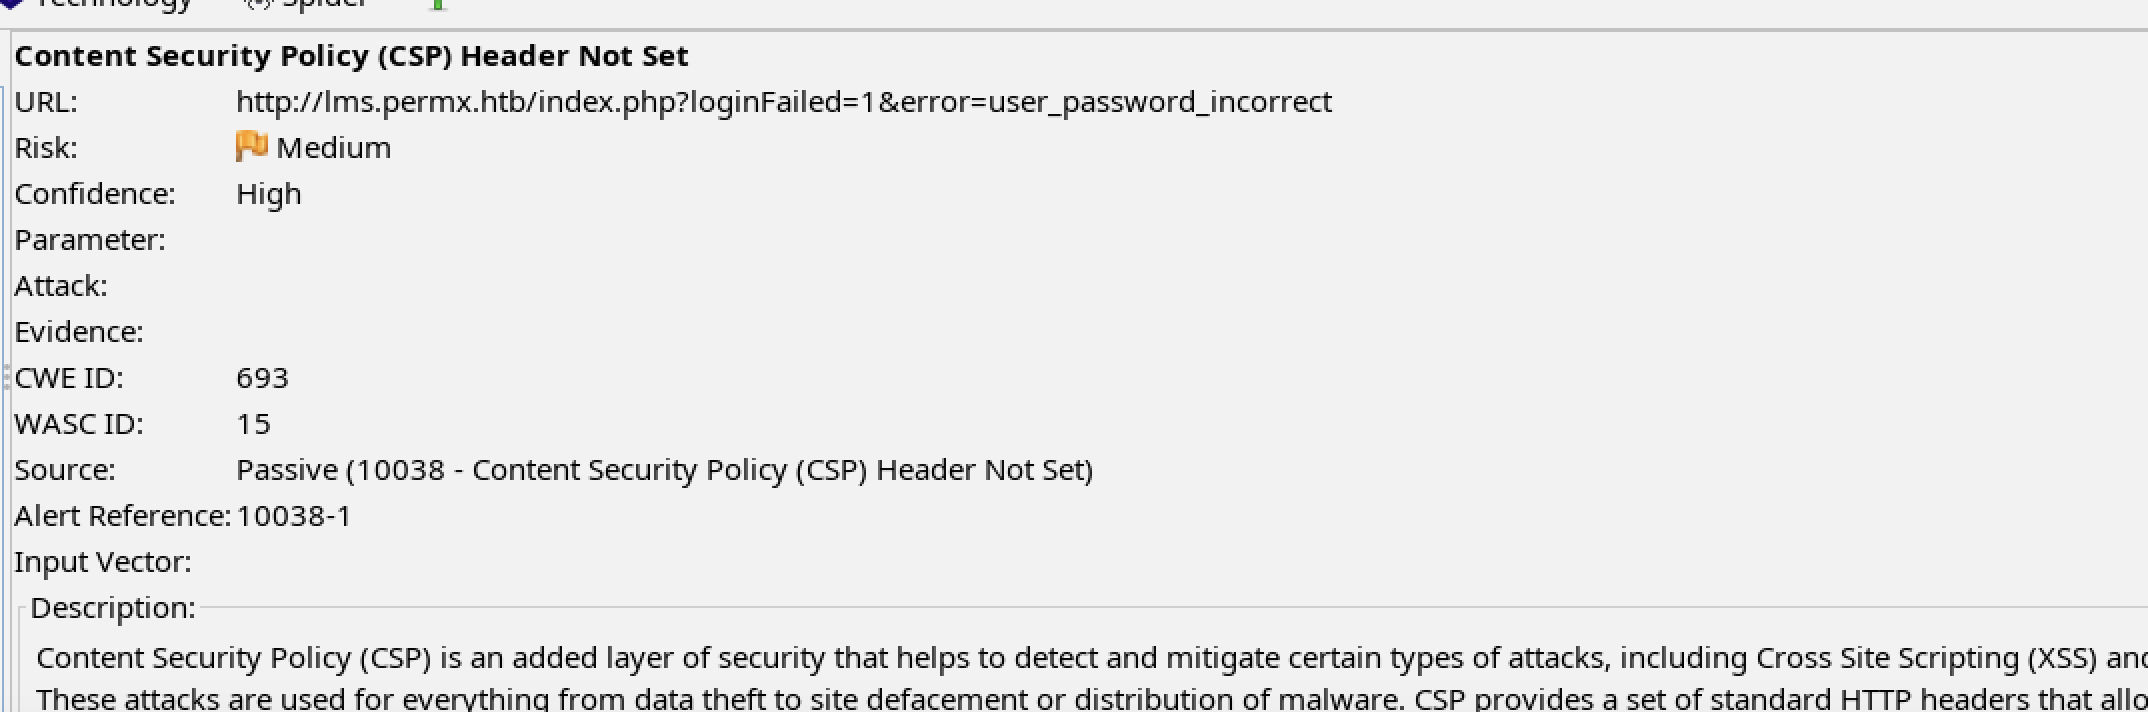 Technology Spider
Content Security Policy (CSP) Header Not Set
URL: http://lms.permx.htb/index.php?loginFailed=1&error=user_password_incorrect
Risk: Medium
Confidence: High
Parameter:
Attack:
Evidence:
CWE ID: 693
WASC ID: 15
Source: Passive (10038 - Content Security Policy (CSP) Header Not Set)
Alert Reference: 10038-1
Input Vector:
Description:
Content Security Policy (CSP) is an added layer of security that helps to detect and mitigate certain types of attacks, including Cross Site Scripting (XSS) and
These attacks are used for everything from data theft to site defacement or distribution of malware. CSP provides a set of standard HTTP headers that allo